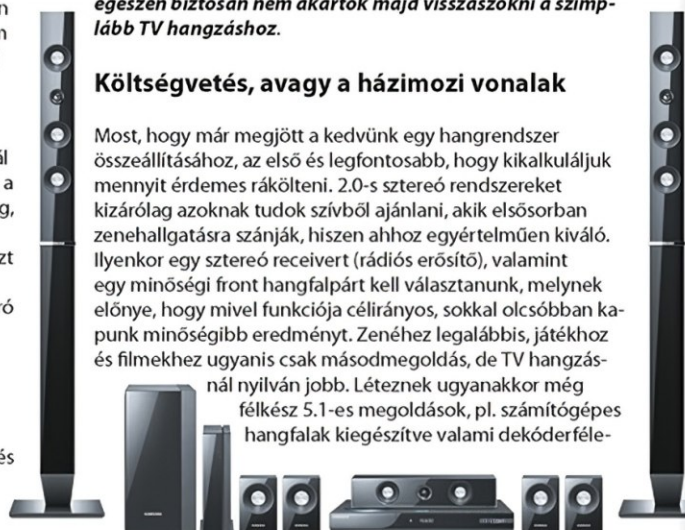 egészen biztosan nem akartok majd visszaszokni a szimp-
lább TV hangzáshoz.
Költségvetés, avagy a házimozi vonalak
Most, hogy már megjött a kedvünk egy hangrendszer
összeállításához, az első és legfontosabb, hogy kikalkuláljuk
mennyit érdemes rákölteni. 2.0-s sztereó rendszereket
kizárólag azoknak tudok szívből ajánlani, akik elsősorban
zenehallgatásra szánják, hiszen ahhoz egyértelműen kiváló.
Ilyenkor egy sztereó receivert (rádiós erősítő), valamint
egy minőségi front hangfalpárt kell választanunk, melynek
előnye, hogy mivel funkciója célirányos, sokkal olcsóbban ka-
punk minőségibb eredményt. Zenéhez legalábbis, játékhoz
és filmekhez ugyanis csak másodmegoldás, de TV hangzás-
nál nyilván jobb. Léteznek ugyanakkor még
félkész 5.1-es megoldások, pl. számítógépes
hangfalak kiegészítve valami dekóderféle-